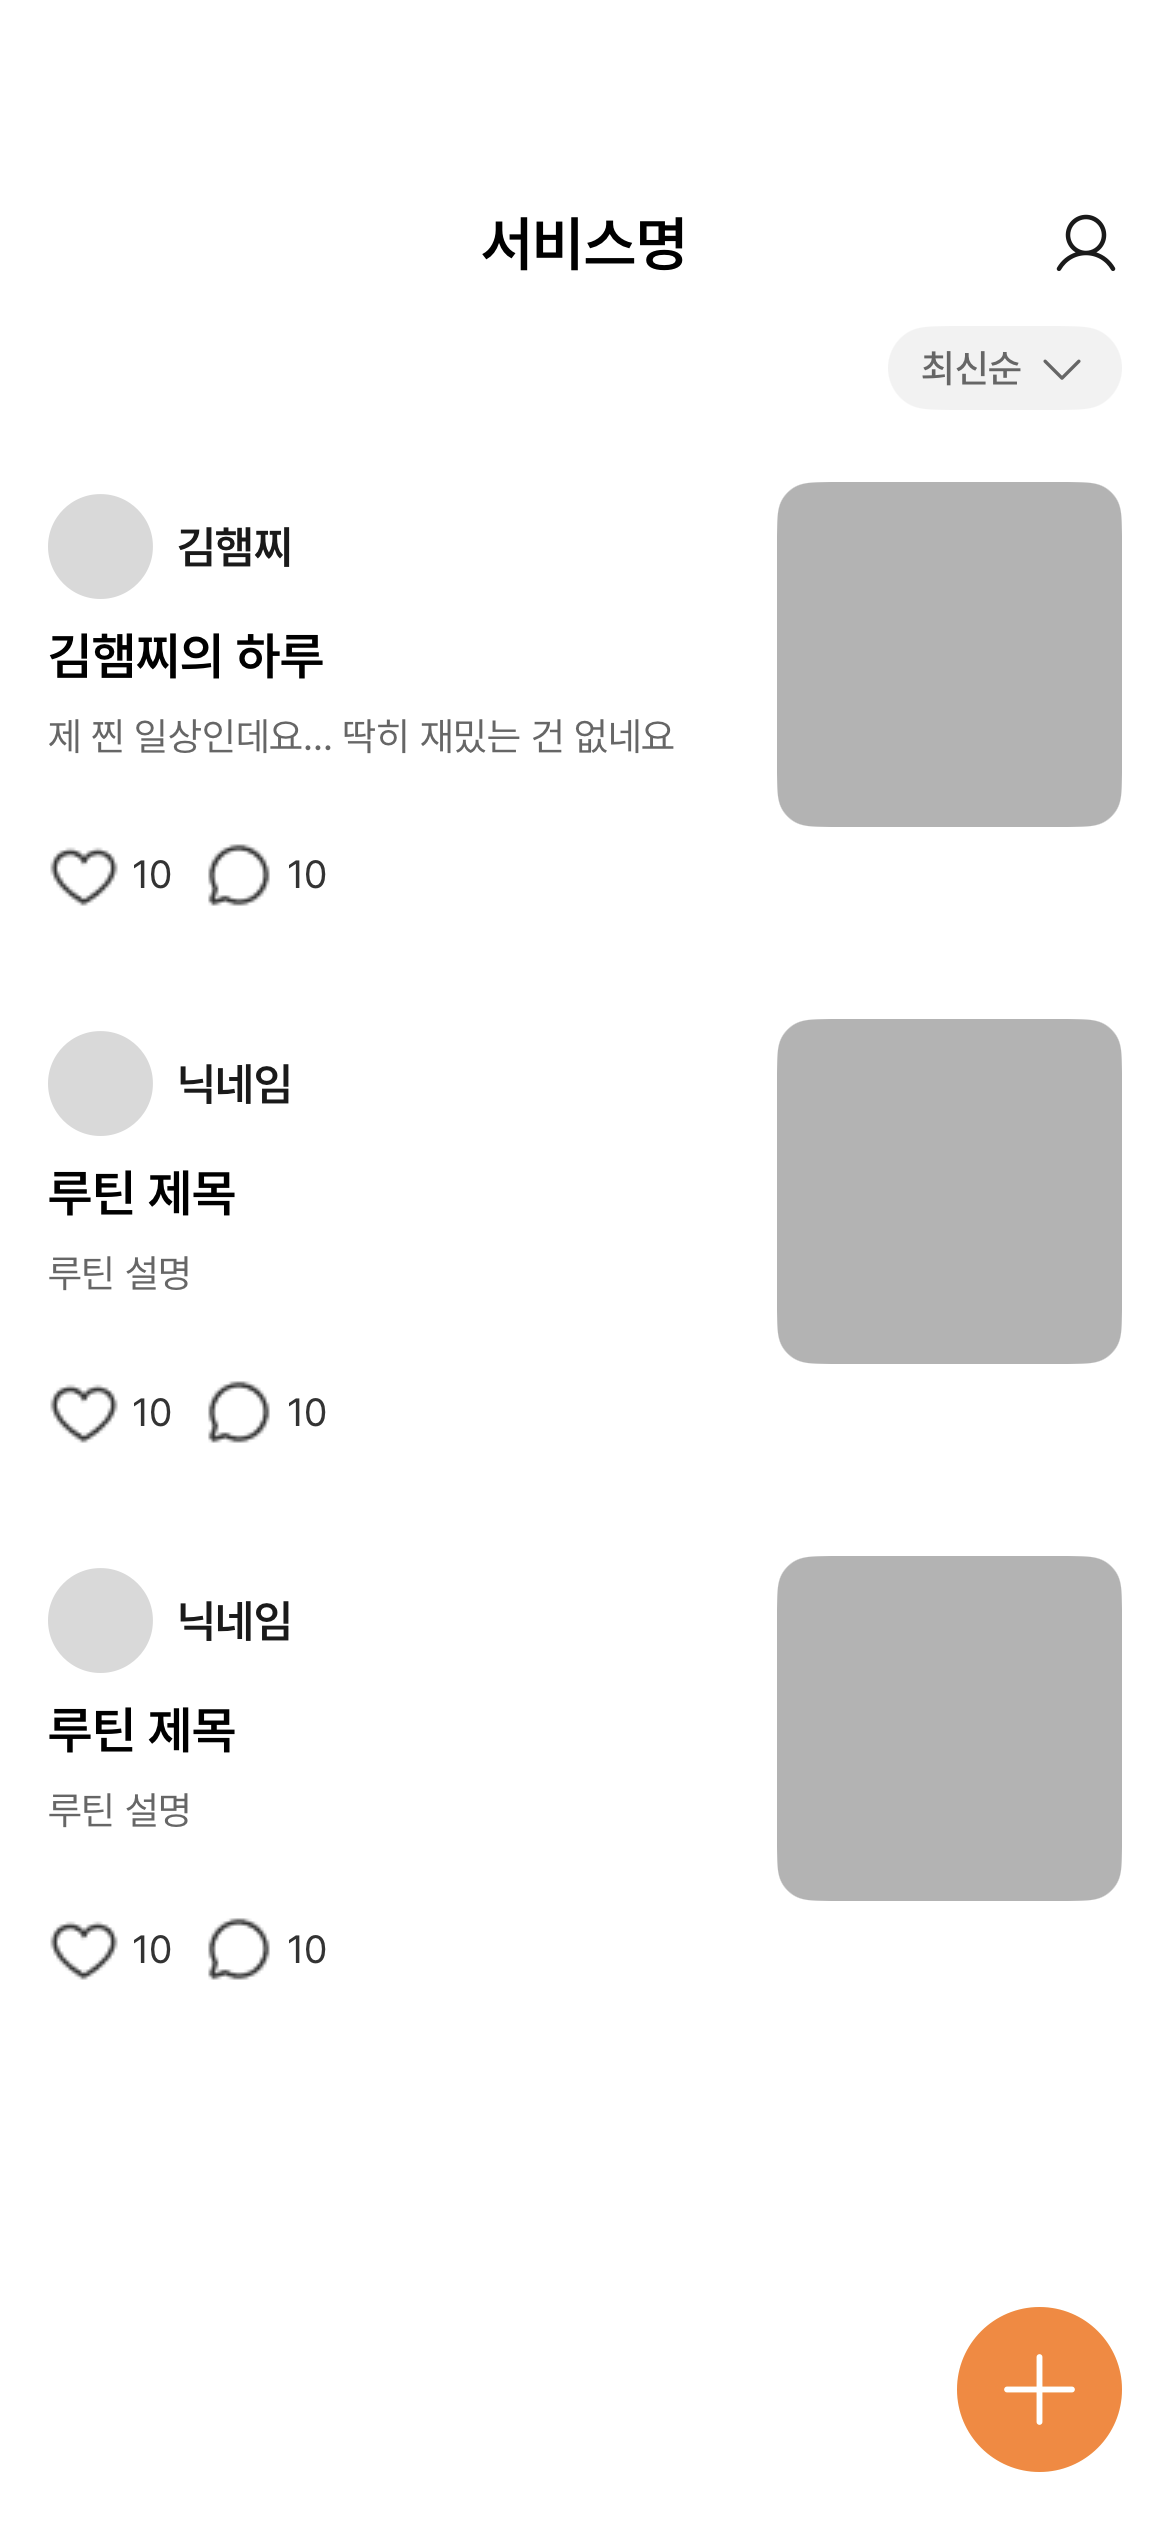 서비스명
최신순
김햄찌
김햄찌의 하루
제 찐 일상인데요... 딱히 재밌는 건 없네요
10 10
닉네임
루틴 제목
루틴 설명
10 10
닉네임
루틴 제목
루틴 설명
10 10